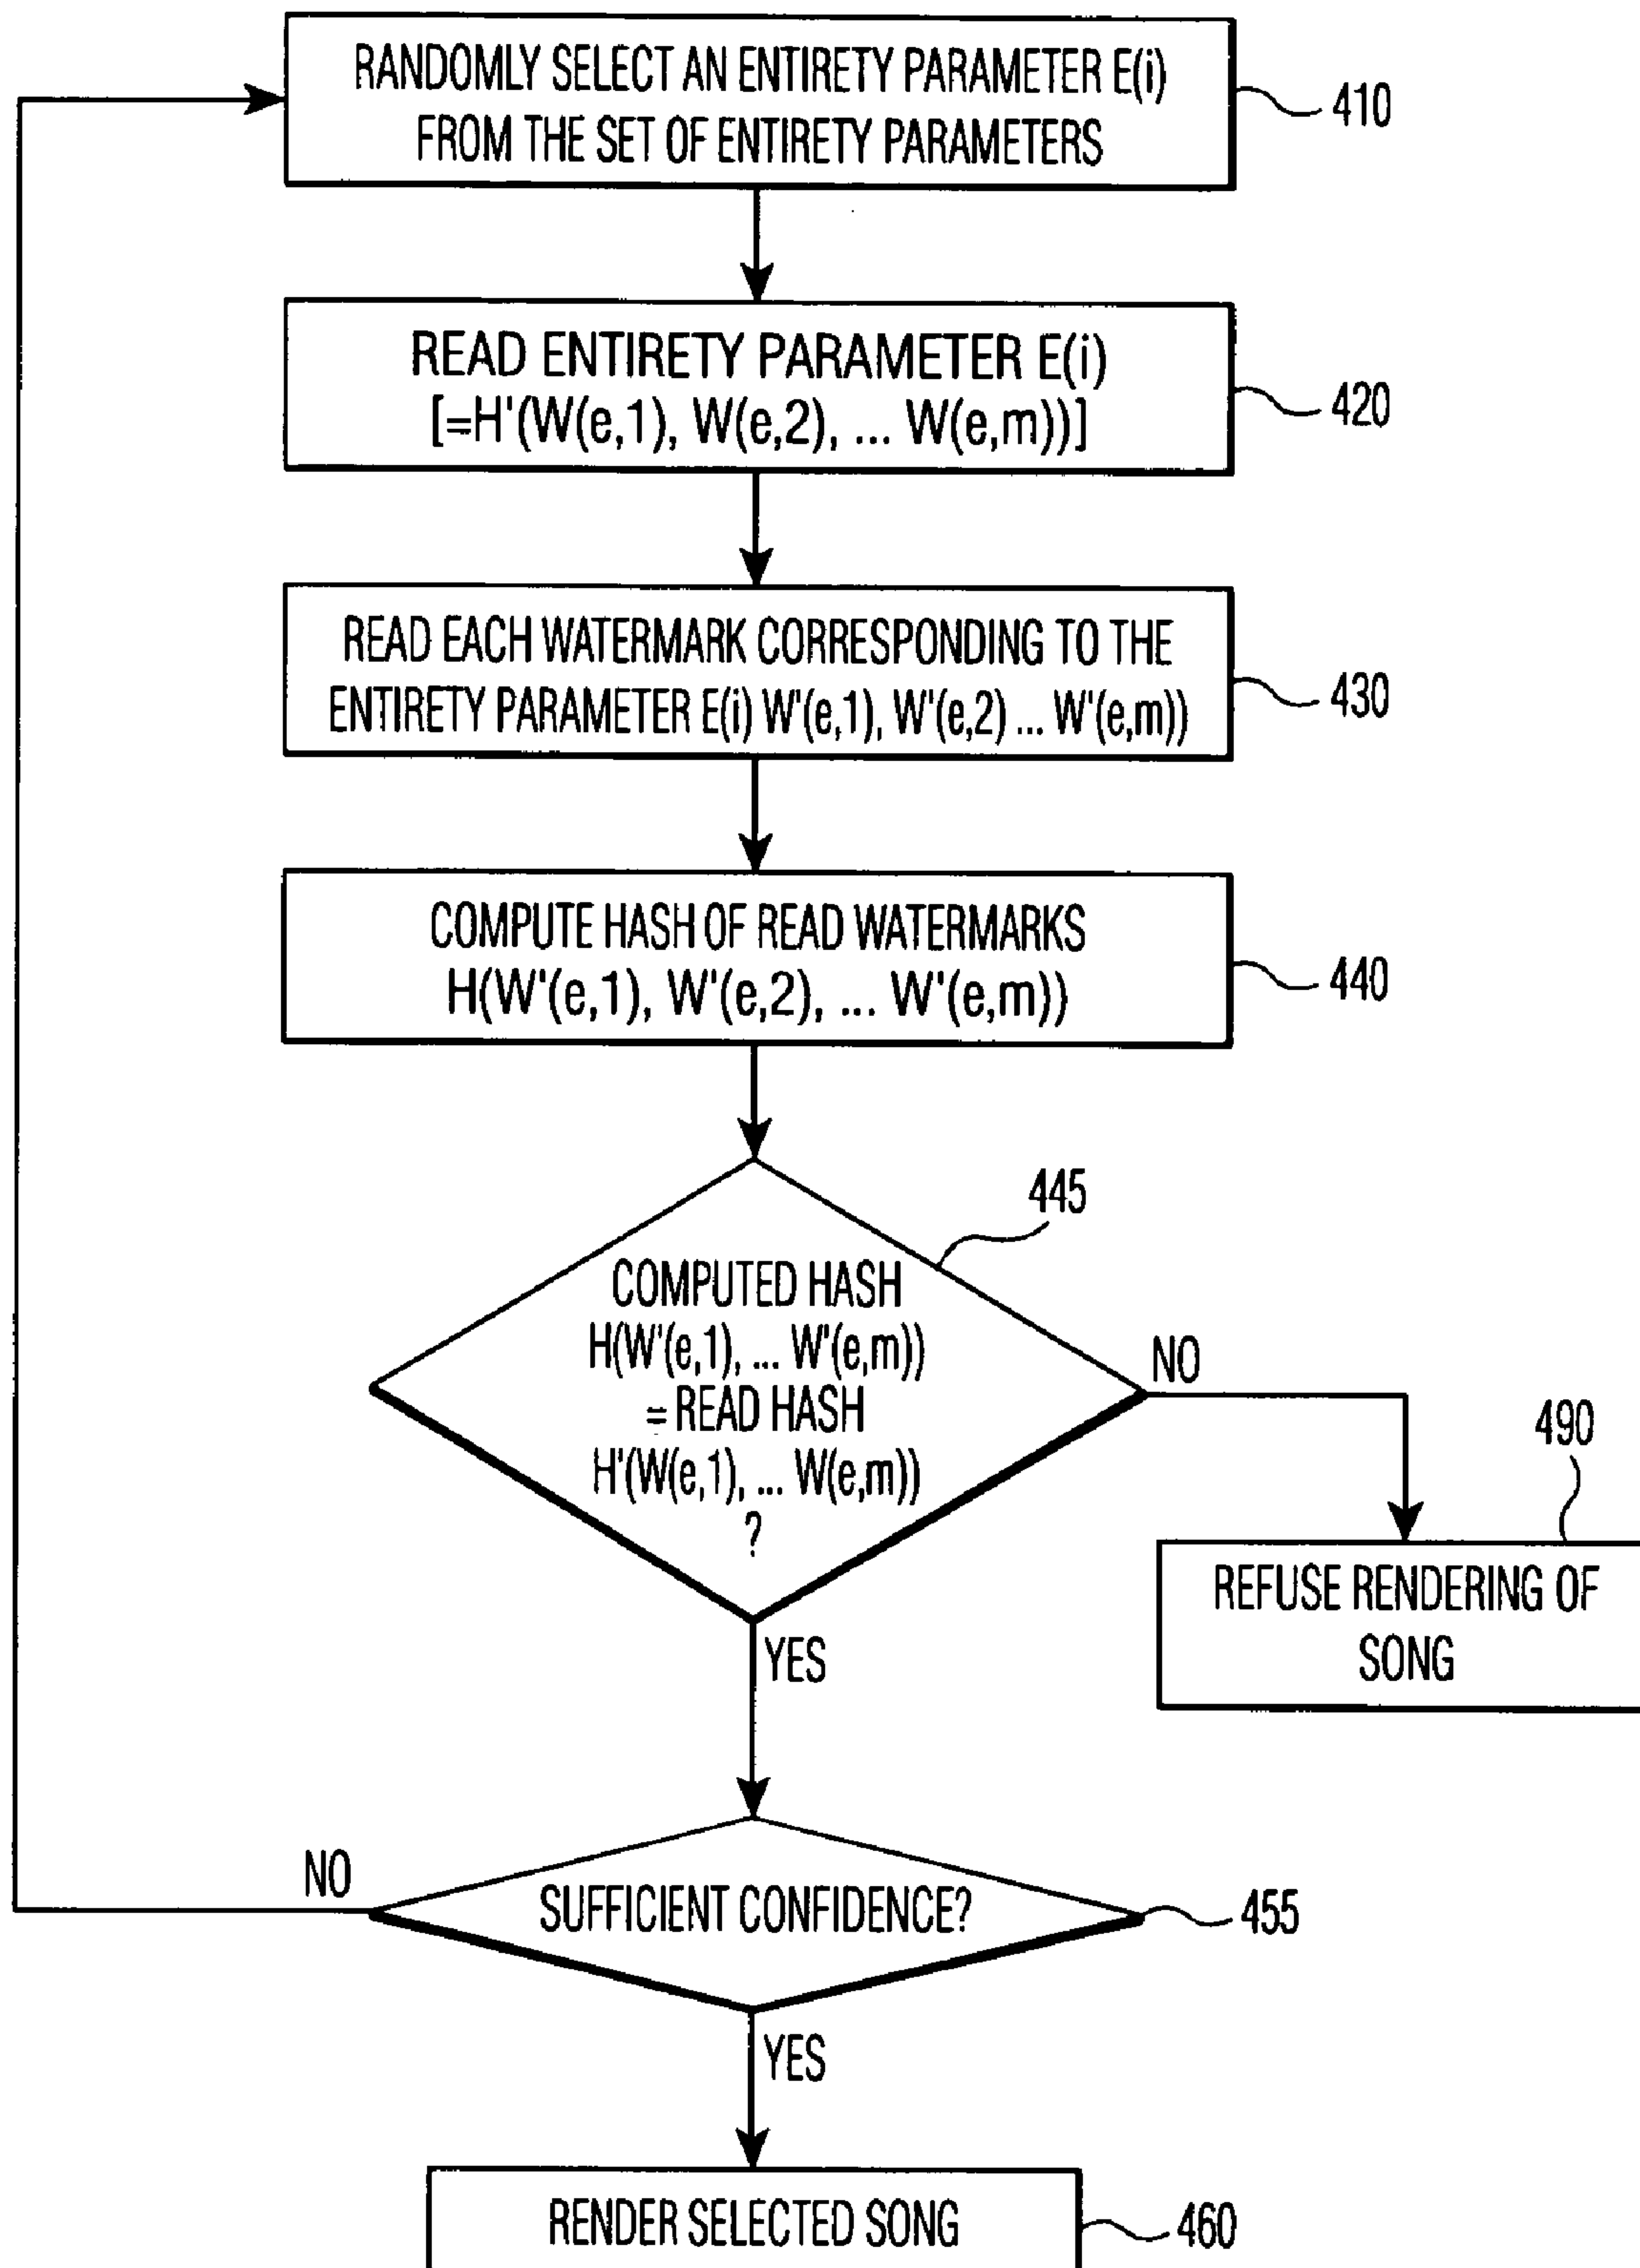 RANDOMLY SELECT AN ENTIRETY PARAMETER E(i)
FROM THE SET OF ENTIRETY PARAMETERS
410
READ ENTIRETY PARAMETER E(i)
[=H'(W(e,1), W(e,2), ... W(e,m))]
420
READ EACH WATERMARK CORRESPONDING TO THE
ENTIRETY PARAMETER E(i) W'(e,1), W'(e,2) ... W'(e,m))
430
COMPUTE HASH OF READ WATERMARKS
H(W'(e,1), W'(e,2), ... W'(e,m))
440
445
COMPUTED HASH
H(W'(e,1), ... W'(e,m))
= READ HASH
H'(W(e,1), ... W(e,m))
?
NO
490
REFUSE RENDERING OF
SONG
YES
NO
SUFFICIENT CONFIDENCE?
455
YES
RENDER SELECTED SONG
460